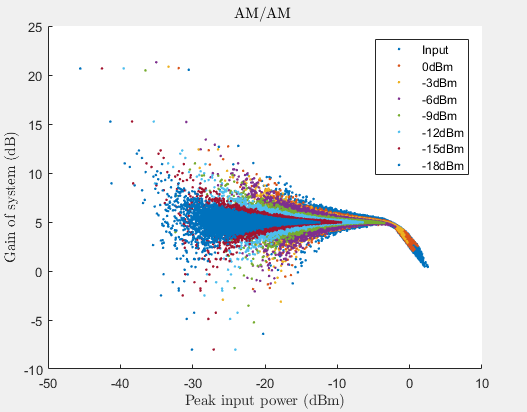 AM/AM
25
20
15
10
5
0
-5
-10
Gain of system (dB)
-50
-40
-30
-20
-10
0
10
Peak input power (dBm)
Input
0dBm
-3dBm
-6dBm
-9dBm
-12dBm
-15dBm
-18dBm